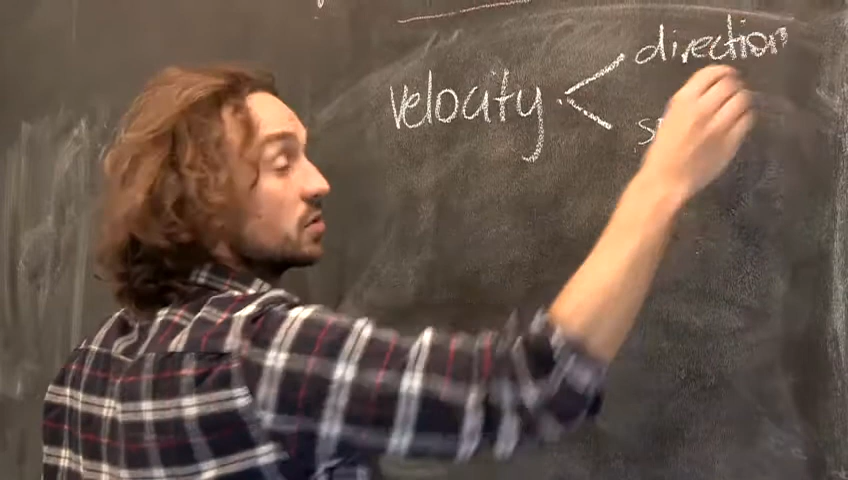 direction
velocity <
s